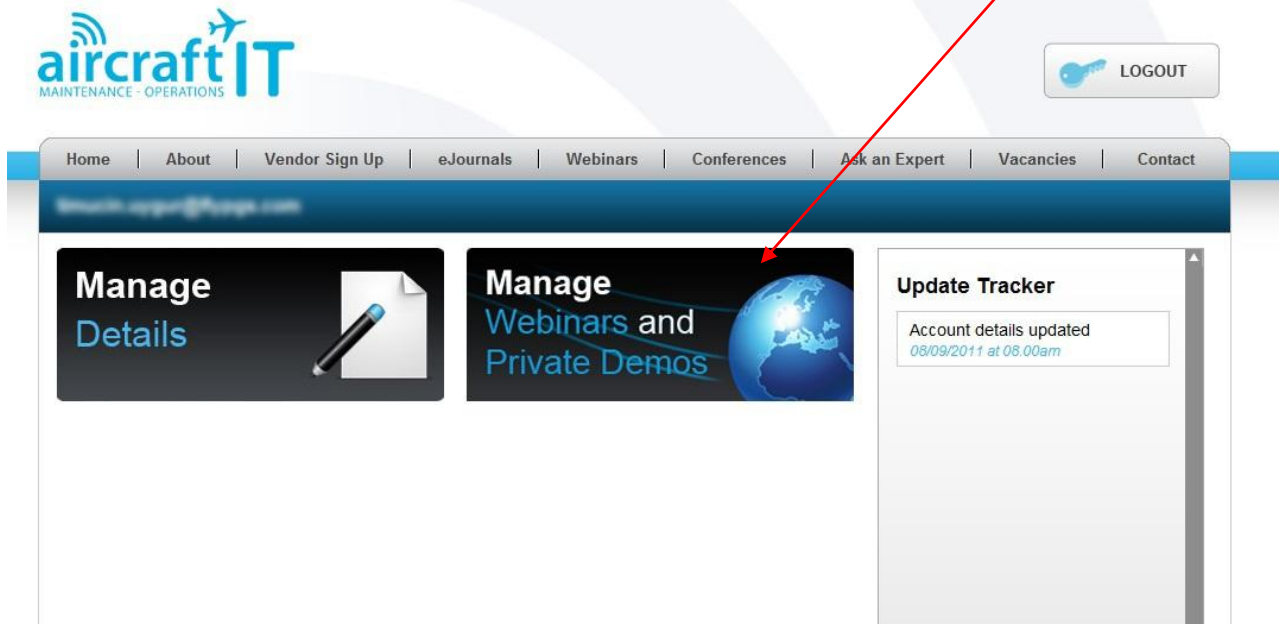 aircraft IT
MAINTENANCE - OPERATIONS
LOGOUT
Home | About | Vendor Sign Up | eJournals | Webinars | Conferences | Ask an Expert | Vacancies | Contact
Manage
Details
Manage
Webinars and
Private Demos
Update Tracker
Account details updated
08/09/2011 at 08.00am